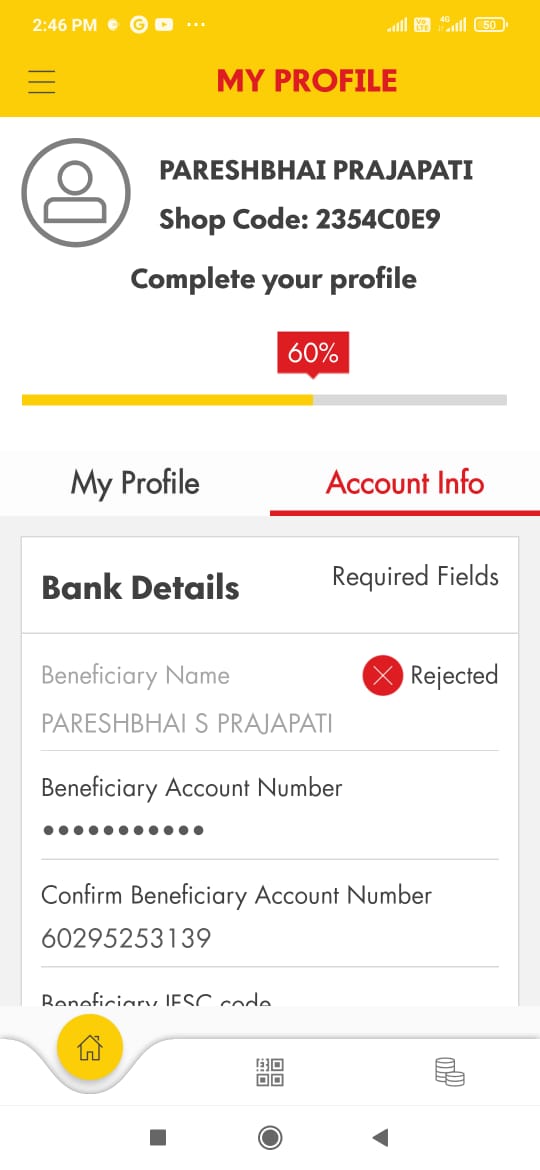 2:46 PM
4G
50
MY PROFILE
PARESHBHAI PRAJAPATI
Shop Code: 2354C0E9
Complete your profile
60%
My Profile
Account Info
Bank Details
Required Fields
Beneficiary Name
Rejected
PARESHBHAI S PRAJAPATI
Beneficiary Account Number
•••••••••••
Confirm Beneficiary Account Number
60295253139
Beneficiary IFSC code